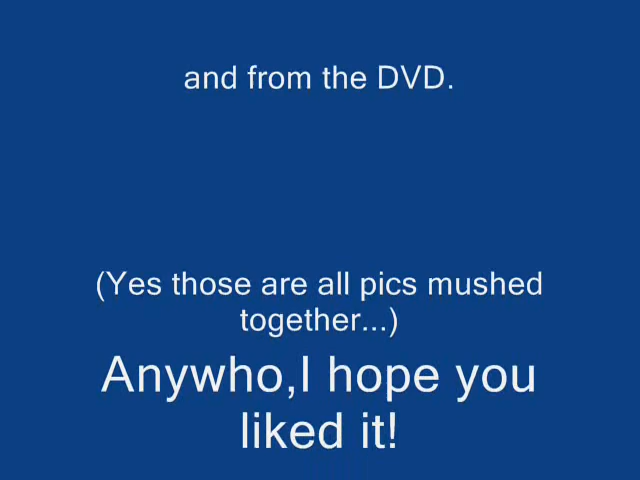 and from the DVD.
(Yes those are all pics mushed
together...)
Anywho,I hope you
liked it!